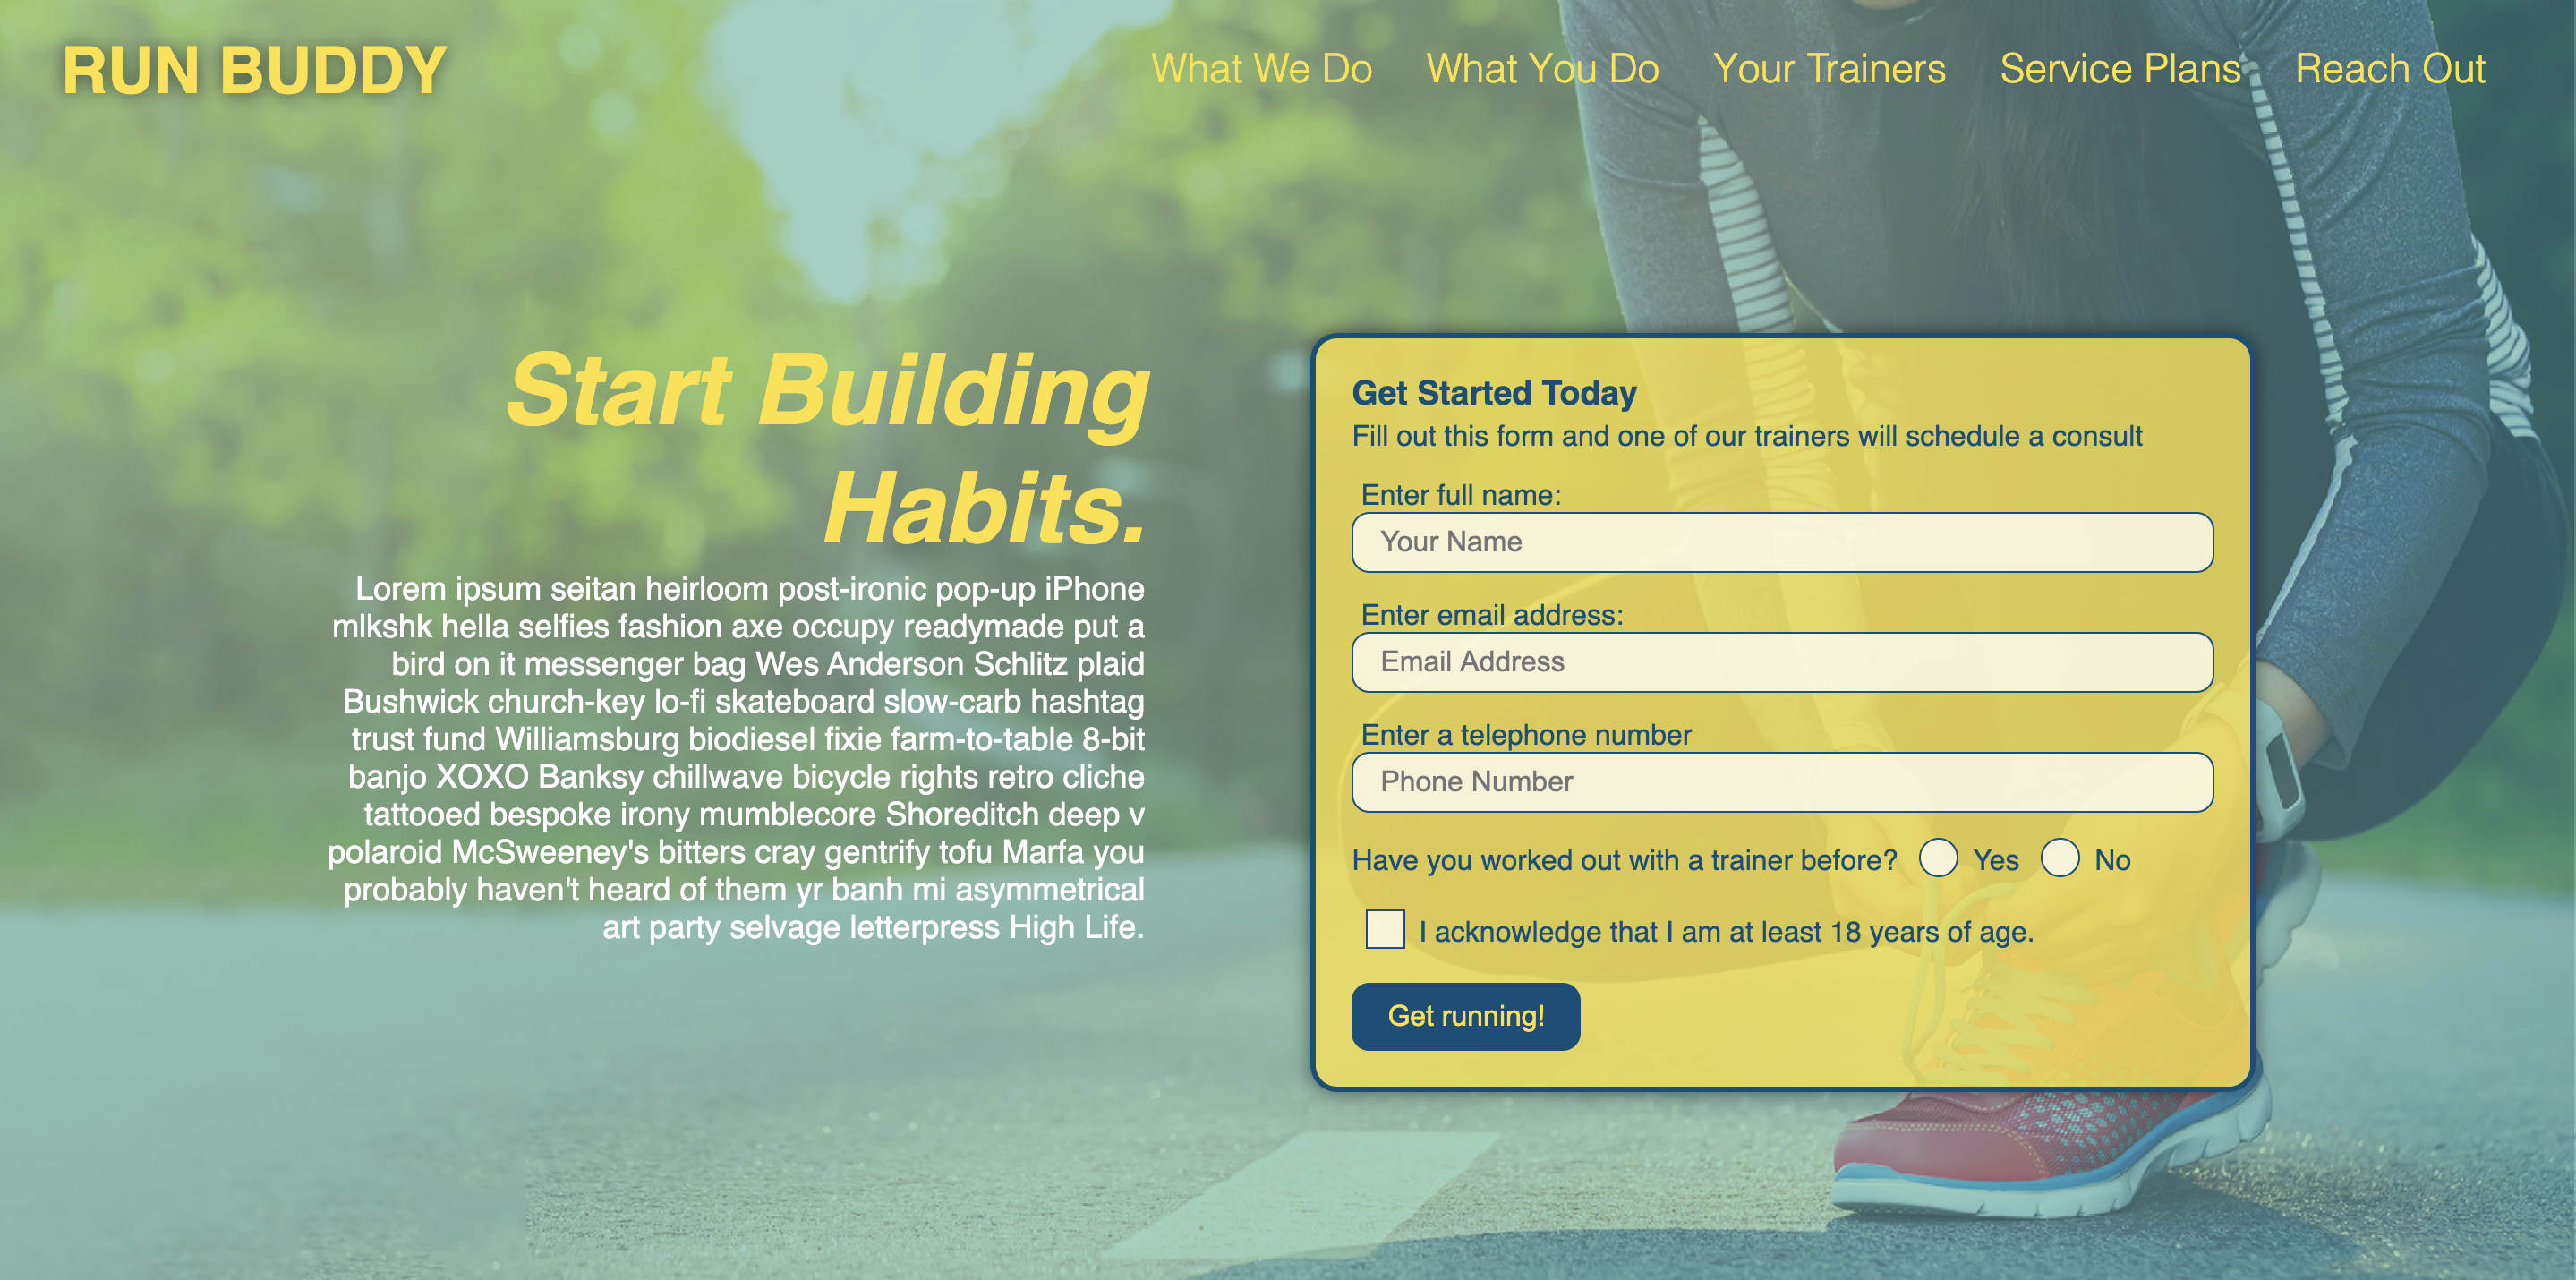 RUN BUDDY
What We Do What You Do Your Trainers Service Plans Reach Out
Start Building
Habits.
Lorem ipsum seitan heirloom post-ironic pop-up iPhone
mlkshk hella selfies fashion axe occupy readymade put a
bird on it messenger bag Wes Anderson Schlitz plaid
Bushwick church-key lo-fi skateboard slow-carb hashtag
trust fund Williamsburg biodiesel fixie farm-to-table 8-bit
banjo XOXO Banksy chillwave bicycle rights retro cliche
tattooed bespoke irony mumblecore Shoreditch deep v
polaroid McSweeney's bitters cray gentrify tofu Marfa you
probably haven't heard of them yr banh mi asymmetrical
art party selvage letterpress High Life.
Get Started Today
Fill out this form and one of our trainers will schedule a consult
Enter full name:
Your Name
Enter email address:
Email Address
Enter a telephone number
Phone Number
Have you worked out with a trainer before? Yes No
I acknowledge that I am at least 18 years of age.
Get running!